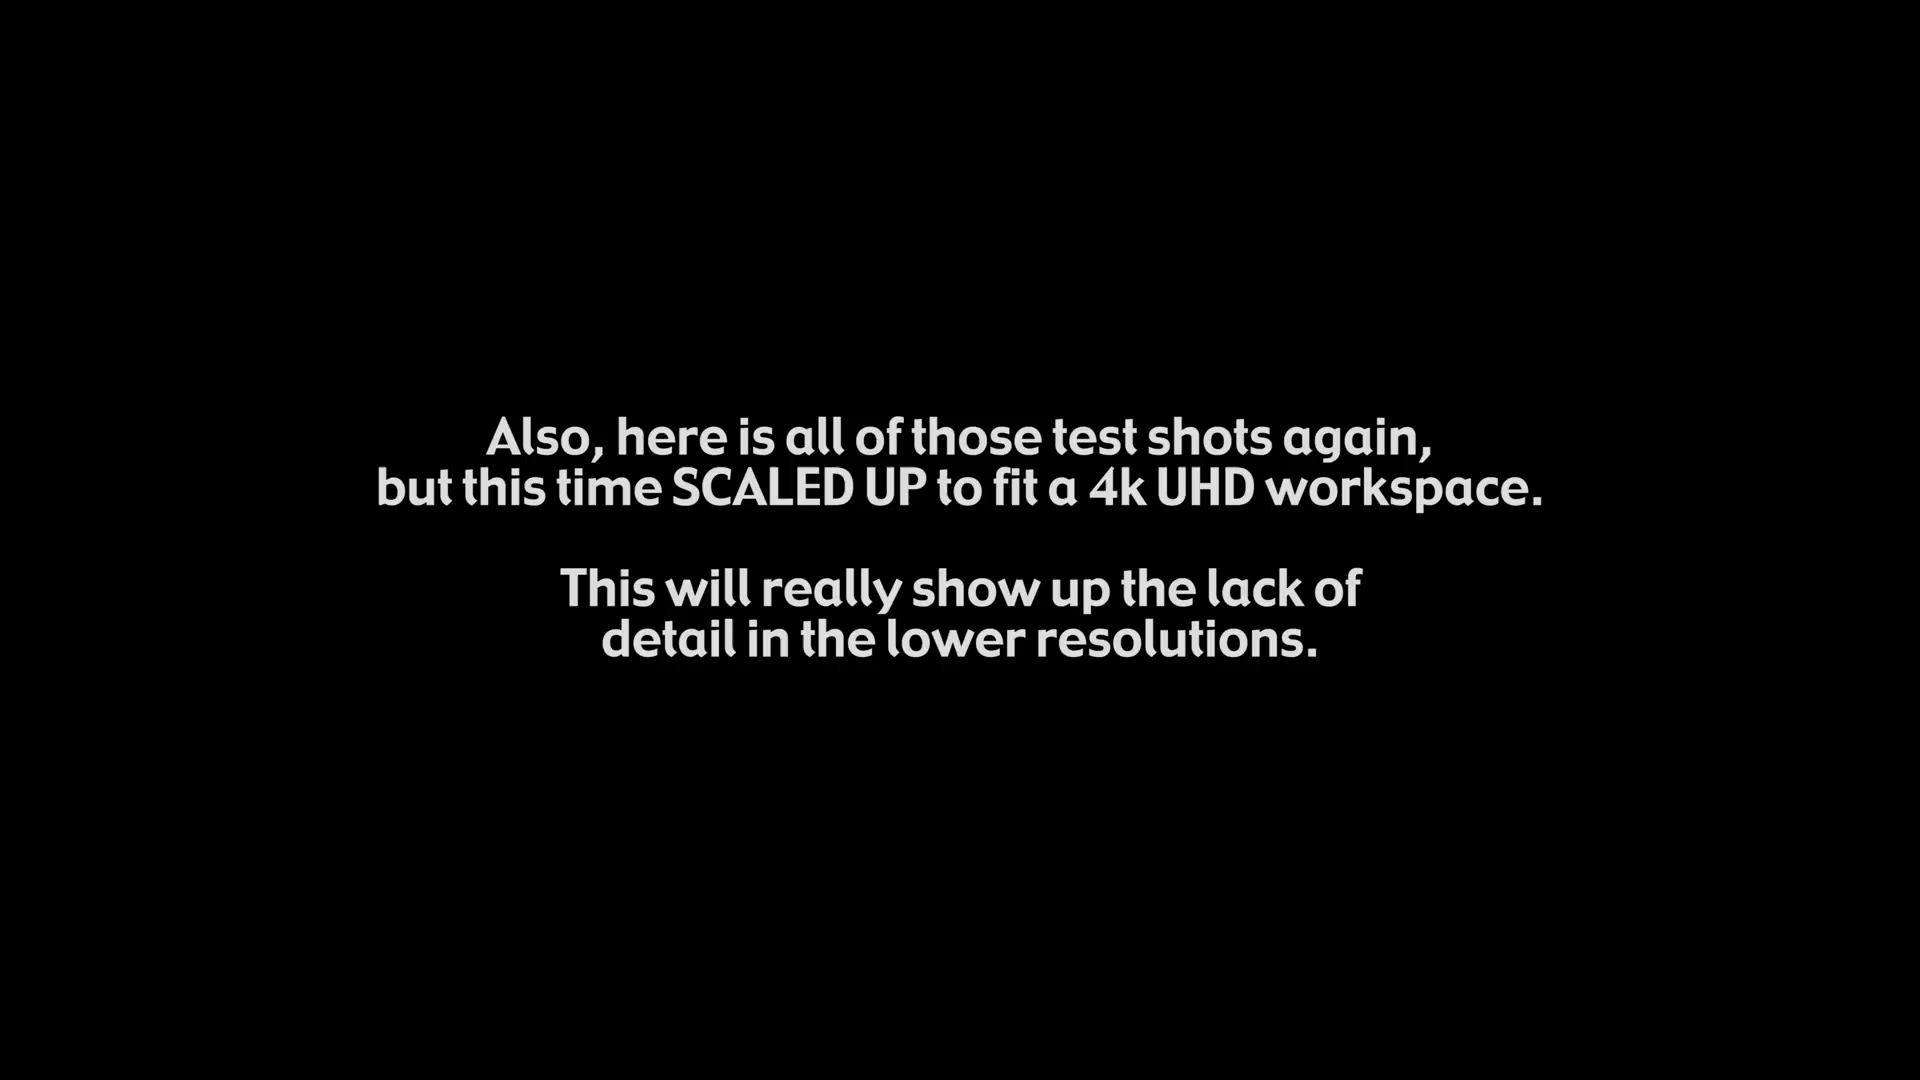 Also, here is all of those test shots again,
but this time SCALED UP to fit a 4k UHD workspace.
This will really show up the lack of
detail in the lower resolutions.